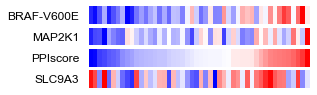 BRAF-V600E
MAP2K1
PPIscore
SLC9A3